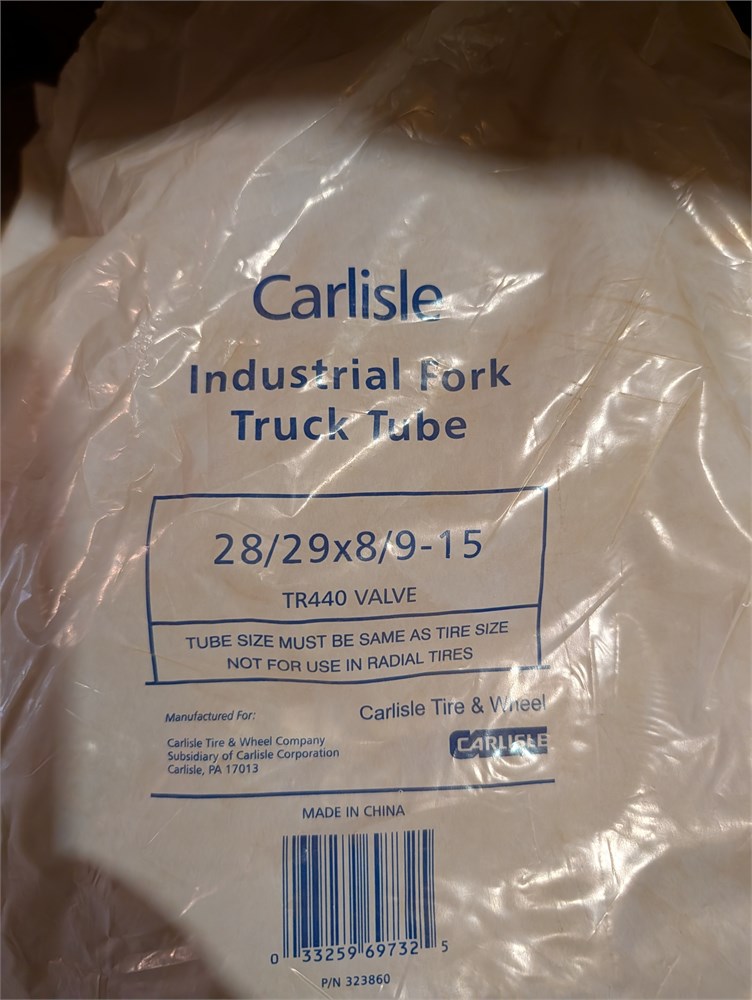 Carlisle
Industrial Fork
Truck Tube
28/29x8/9-15
TR440 VALVE
TUBE SIZE MUST BE SAME AS TIRE SIZE
NOT FOR USE IN RADIAL TIRES
Manufactured For:
Carlisle Tire & Wheel Company
Subsidiary of Carlisle Corporation
Carlisle, PA 17013
Carlisle Tire & Wheel
CARLISLE
MADE IN CHINA
0 33259 69732 5
P/N 323860